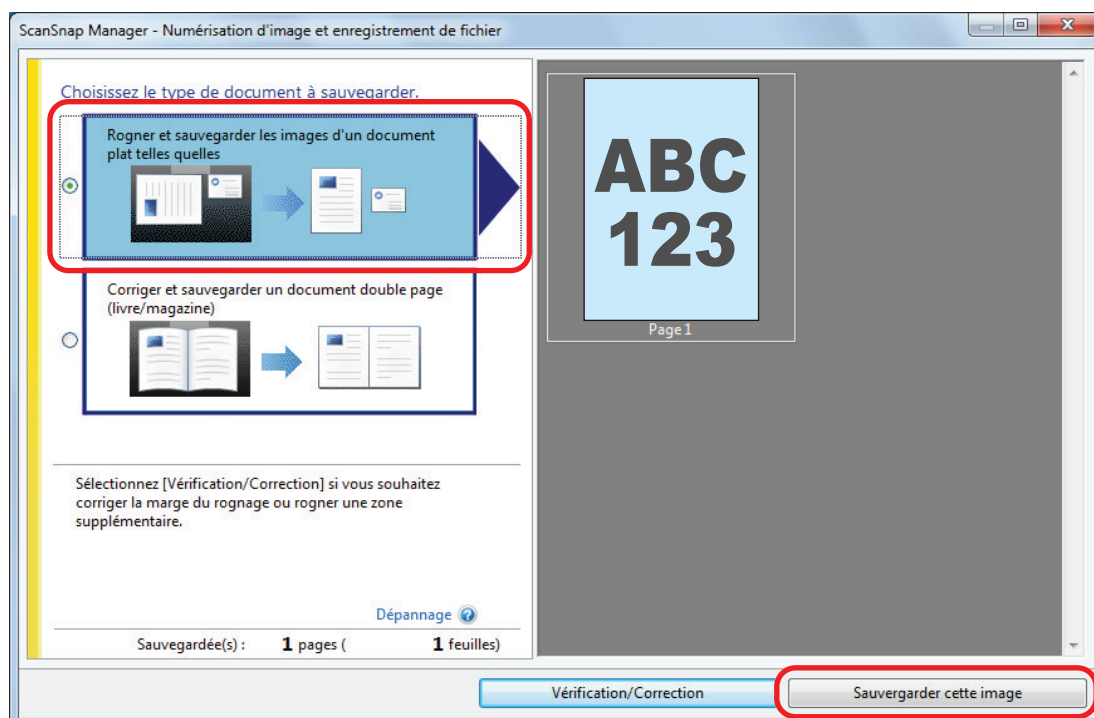 ScanSnap Manager - Numérisation d'image et enregistrement de fichier
Choisissez le type de document à sauvegarder.
Rogner et sauvegarder les images d'un document
plat telles quelles
Corriger et sauvegarder un document double page
(livre/magazine)
Sélectionnez [Vérification/Correction] si vous souhaitez
corriger la marge du rognage ou rogner une zone
supplémentaire.
Dépannage
Sauvegardée(s) : 1 pages ( 1 feuilles)
ABC
123
Page 1
Vérification/Correction
Sauvergarder cette image